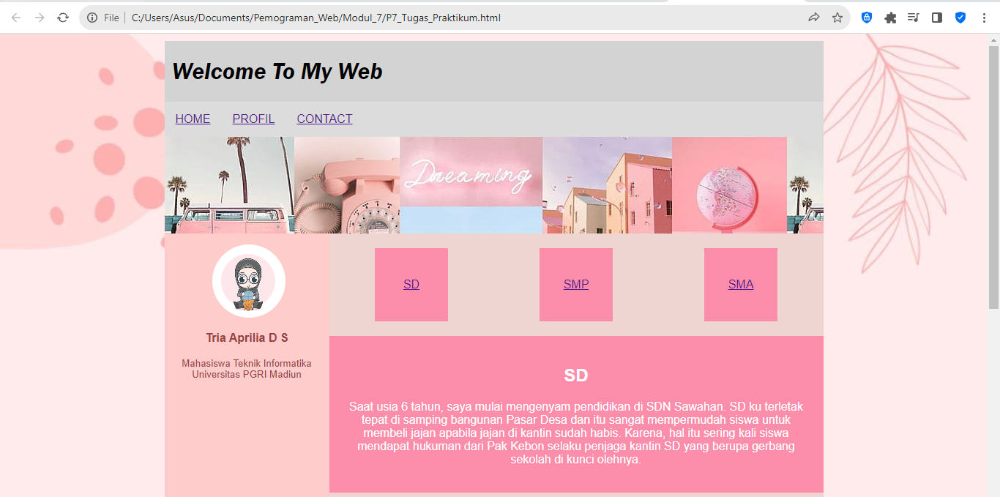 File | C:/Users/Asus/Documents/Pemograman_Web/Modul_7/P7_Tugas_Praktikum.html
Welcome To My Web
HOME PROFIL CONTACT
Dreaming
SD SMP SMA
Tria Aprilia D S
Mahasiswa Teknik Informatika
Universitas PGRI Madiun
SD
Saat usia 6 tahun, saya mulai mengenyam pendidikan di SDN Sawahan. SD ku terletak
tepat di samping bangunan Pasar Desa dan itu sangat mempermudah siswa untuk
membeli jajan apabila jajan di kantin sudah habis. Karena, hal itu sering kali siswa
mendapat hukuman dari Pak Kebon selaku penjaga kantin SD yang berupa gerbang
sekolah di kunci olehnya.